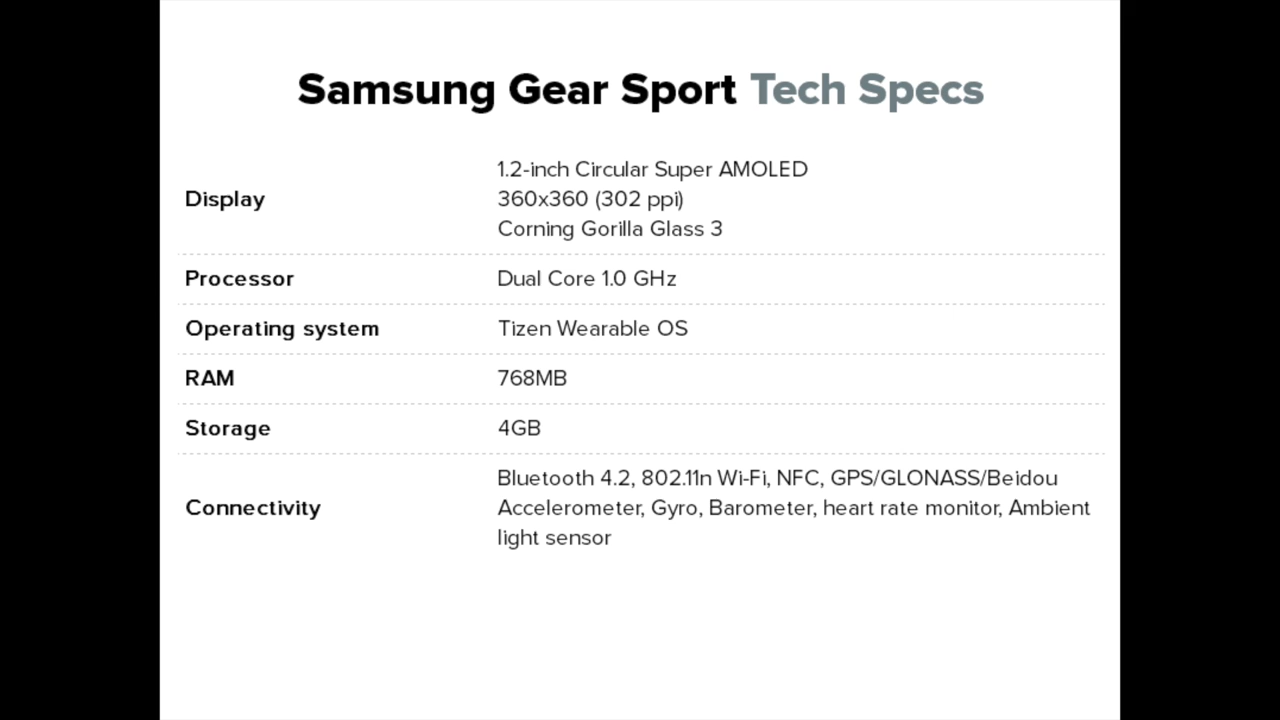 Samsung Gear Sport Tech Specs
Display
1.2-inch Circular Super AMOLED
360x360 (302 ppi)
Corning Gorilla Glass 3
Processor
Dual Core 1.0 GHz
Operating system
Tizen Wearable OS
RAM
768MB
Storage
4GB
Connectivity
Bluetooth 4.2, 802.11n Wi-Fi, NFC, GPS/GLONASS/Beidou
Accelerometer, Gyro, Barometer, heart rate monitor, Ambient
light sensor